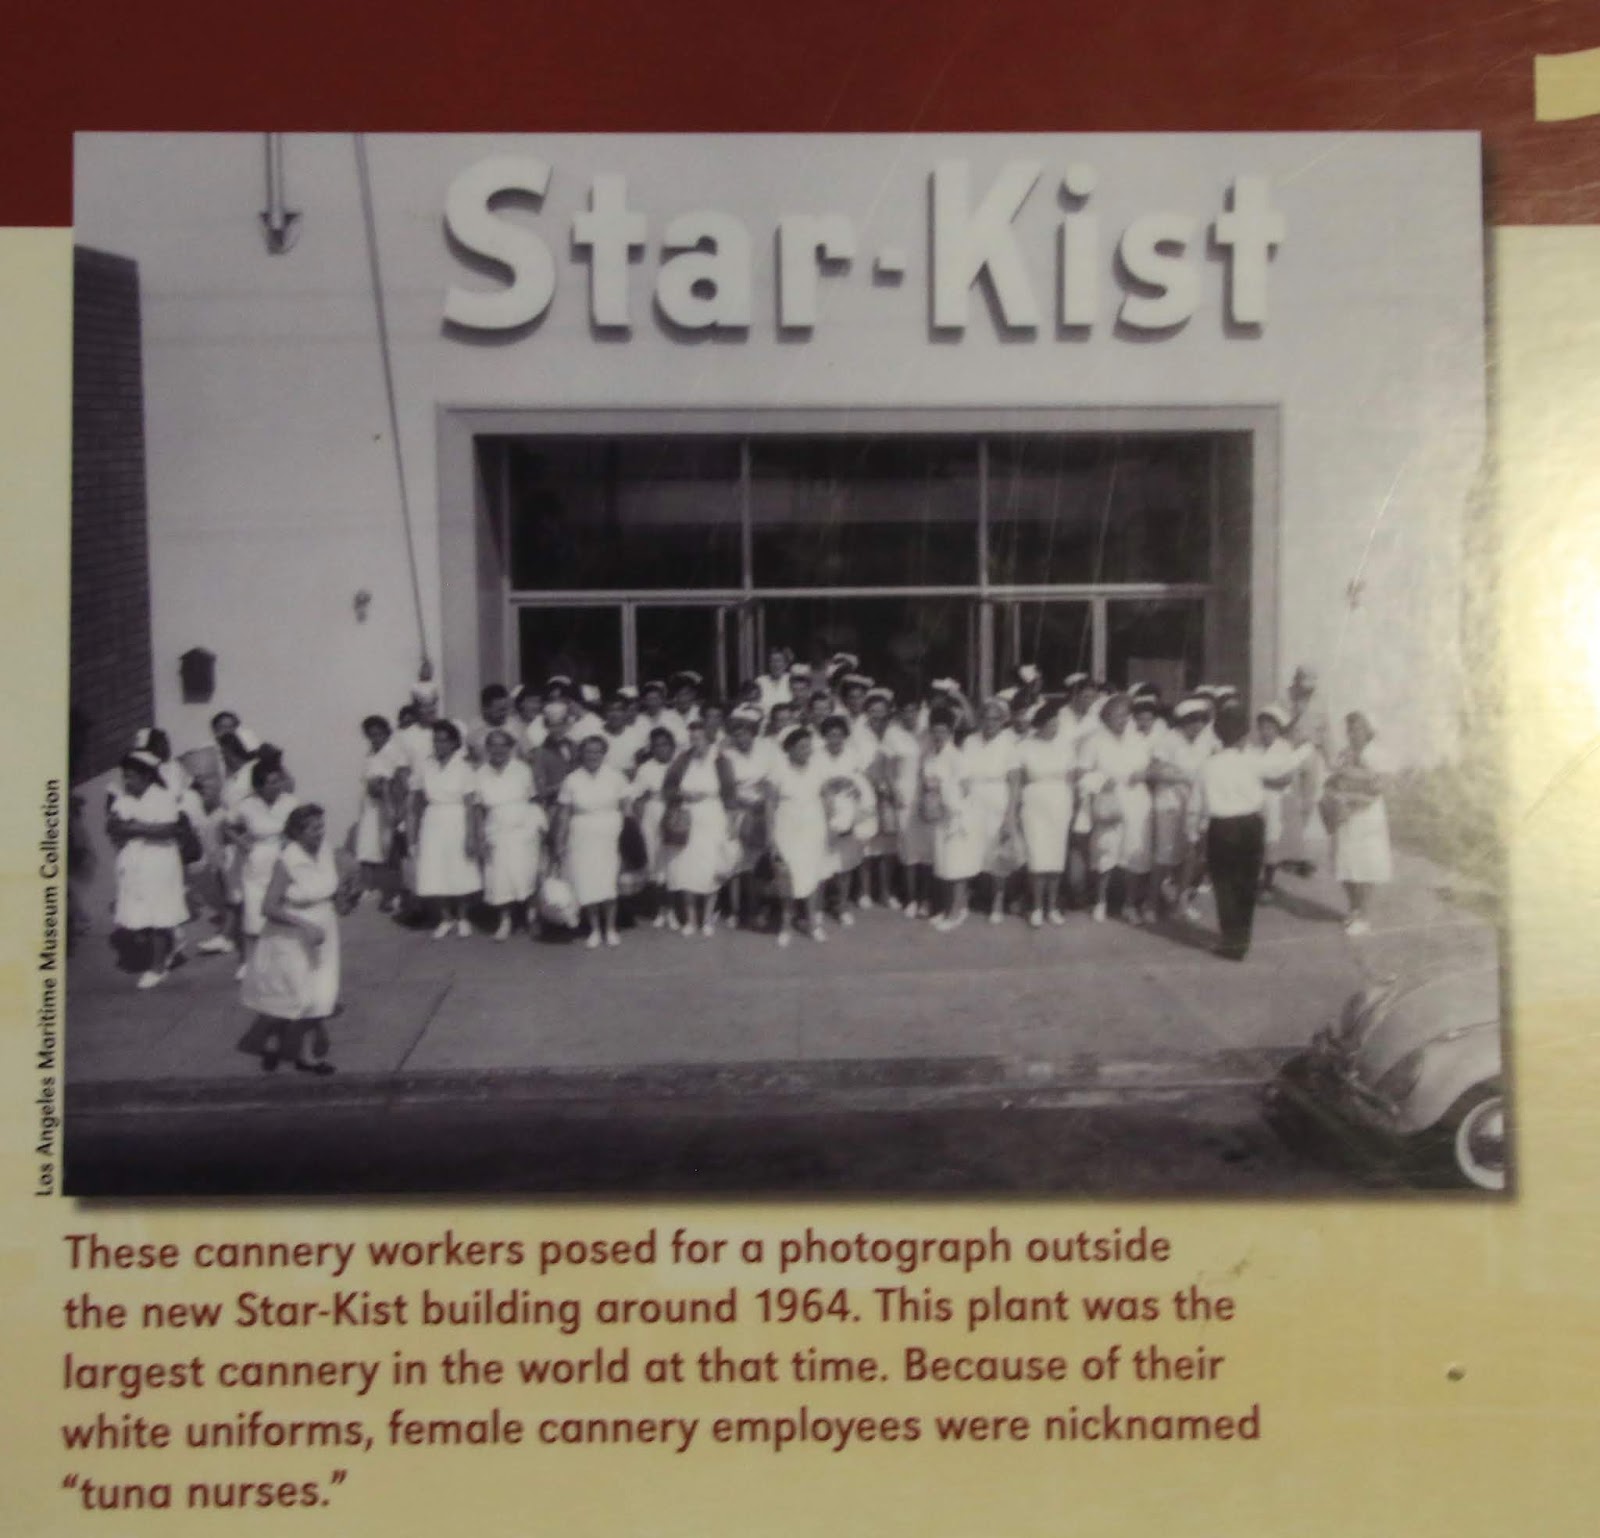 Star-Kist
Los Angeles Maritime Museum Collection
These cannery workers posed for a photograph outside
the new Star-Kist building around 1964. This plant was the
largest cannery in the world at that time. Because of their
white uniforms, female cannery employees were nicknamed
“tuna nurses.”